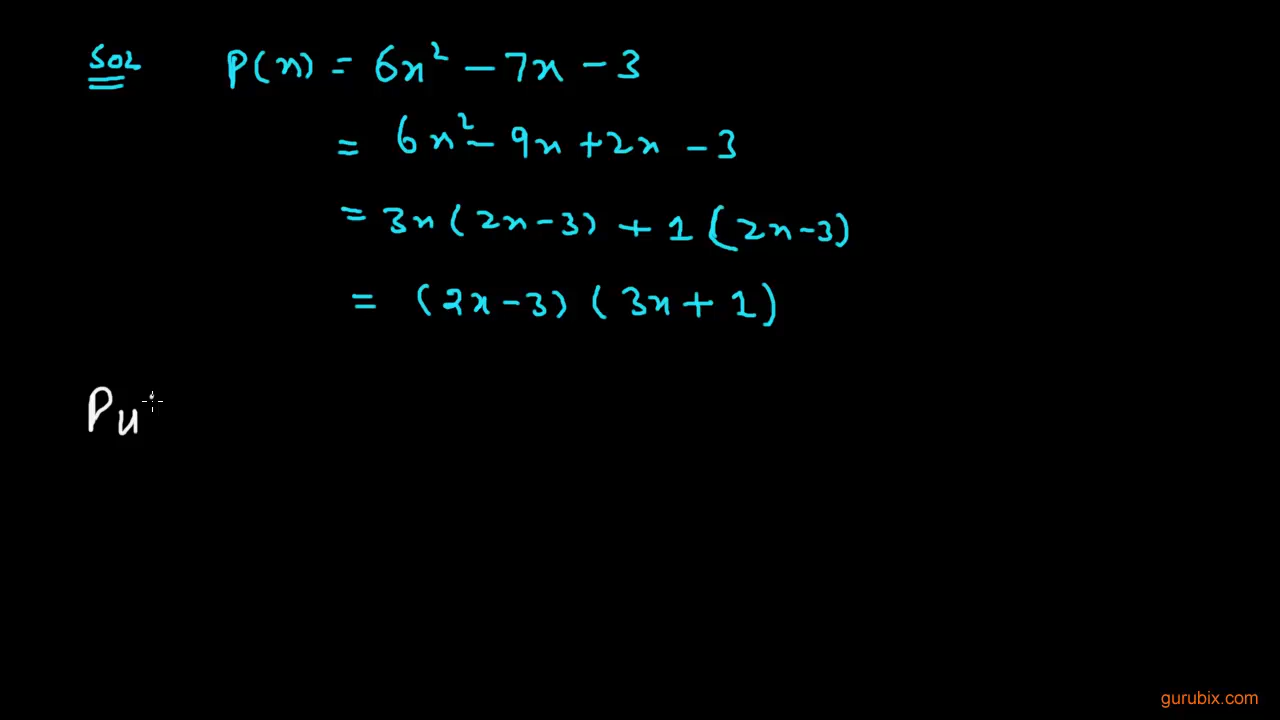 Sol P(x) = 6x² - 7x - 3
= 6x² - 9x + 2x - 3
= 3x (2x - 3) + 1 (2x - 3)
= (2x - 3) (3x + 1)
Pu
gurubix.com